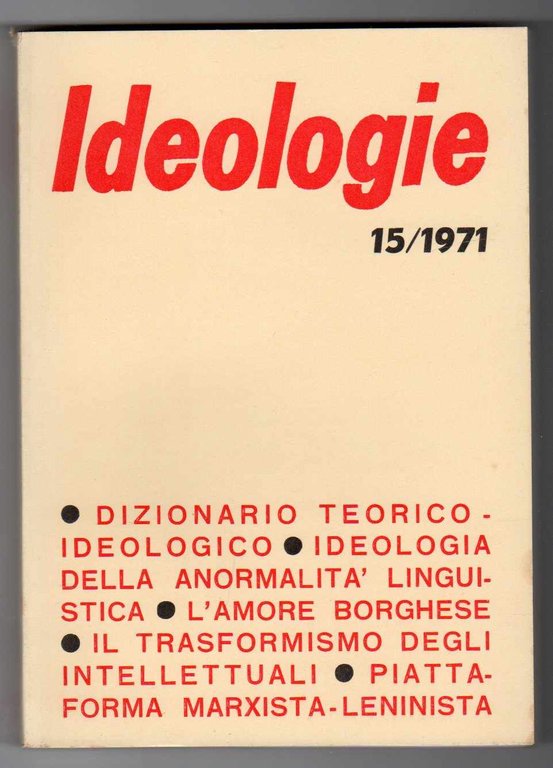 Ideologie
15/1971
● DIZIONARIO TEORICO-
IDEOLOGICO ● IDEOLOGIA
DELLA ANORMALITA' LINGUI-
STICA ● L'AMORE BORGHESE
● IL TRASFORMISMO DEGLI
INTELLETTUALI ● PIATTA-
FORMA MARXISTA-LENINISTA